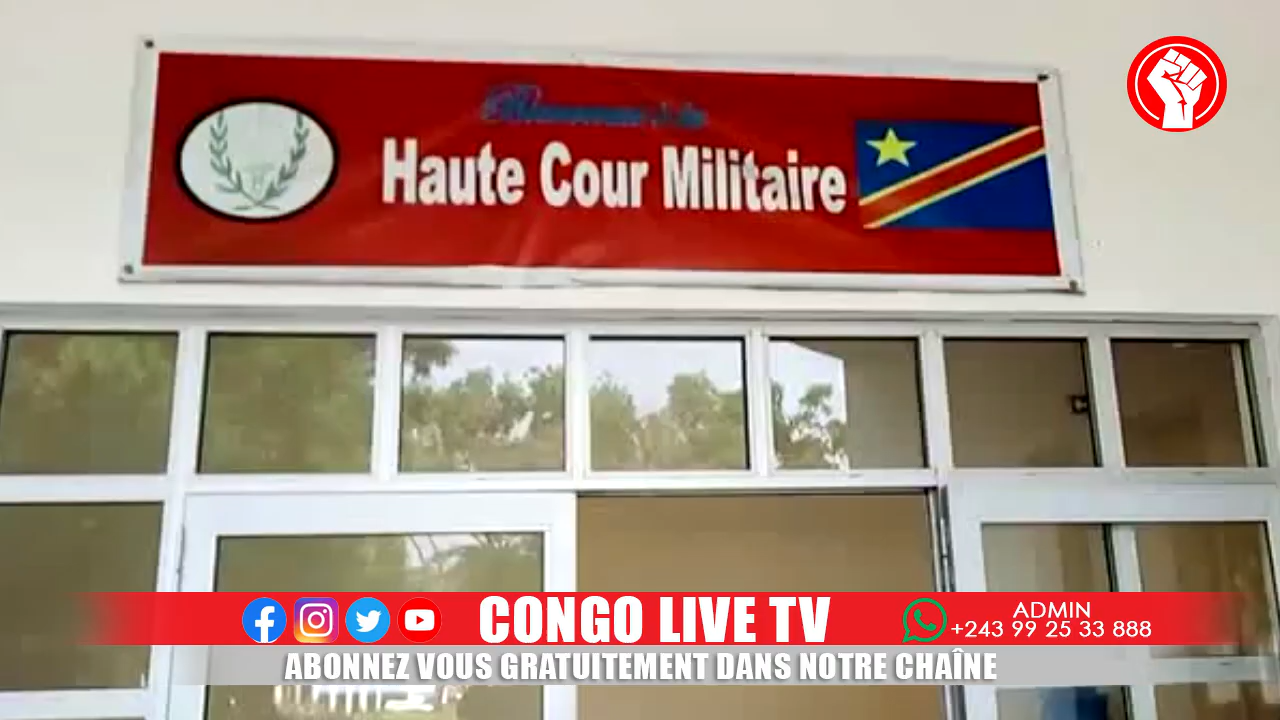 Haute Cour Militaire
CONGO LIVE TV
ADMIN
+243 99 25 33 888
ABONNEZ VOUS GRATUITEMENT DANS NOTRE CHAÎNE